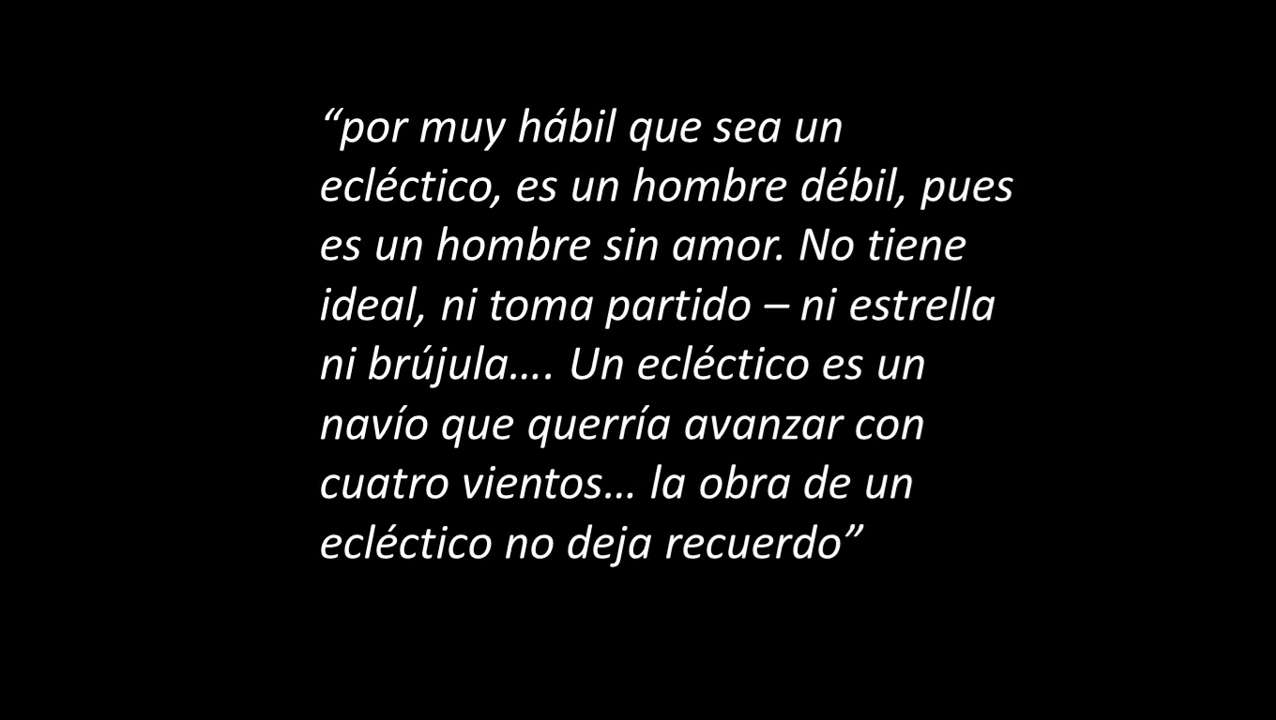 “por muy hábil que sea un
ecléctico, es un hombre débil, pues
es un hombre sin amor. No tiene
ideal, ni toma partido – ni estrella
ni brújula…. Un ecléctico es un
navío que querría avanzar con
cuatro vientos… la obra de un
ecléctico no deja recuerdo”